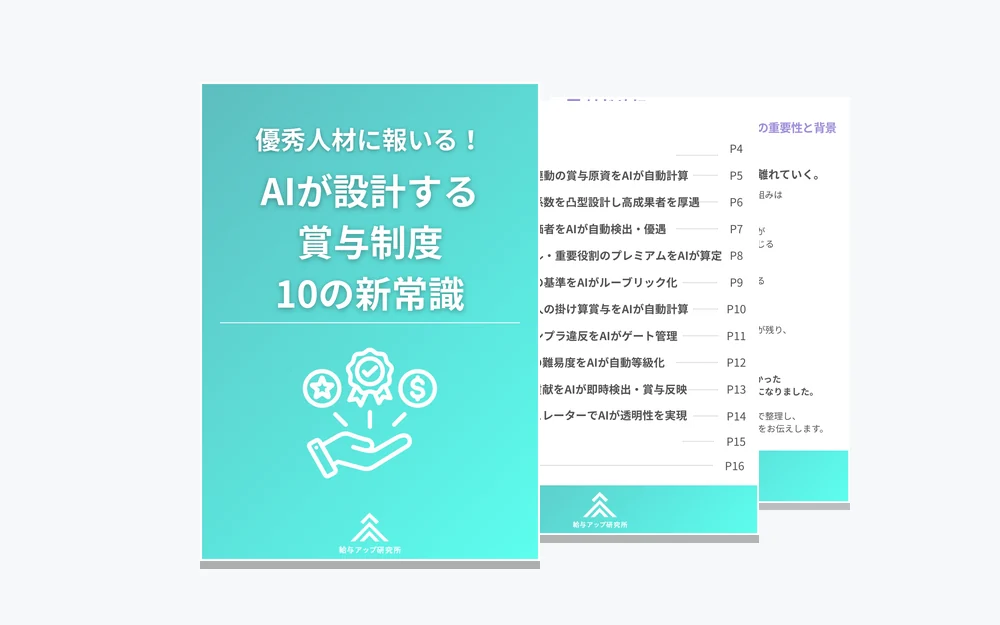 優秀人材に報いる！
AIが設計する
賞与制度
10の新常識
給与アップ研究所
P4
動の賞与原資をAIが自動計算 P5
数を凸型設計し高成果者を厚遇 P6
者をAIが自動検出・優遇 P7
・重要役割のプレミアムをAIが算定 P8
基準をAIがルーブリック化 P9
の掛け算賞与をAIが自動計算 P10
プラ違反をAIがゲート管理 P11
難易度をAIが自動等級化 P12
献をAIが即時検出・賞与反映 P13
レーターでAIが透明性を実現 P14
P15
P16
給与アップ研究所
の重要性と背景
離れていく。
組みは
が
じる
る
が残り、
かった
になりました。
で整理し、
をお伝えします。